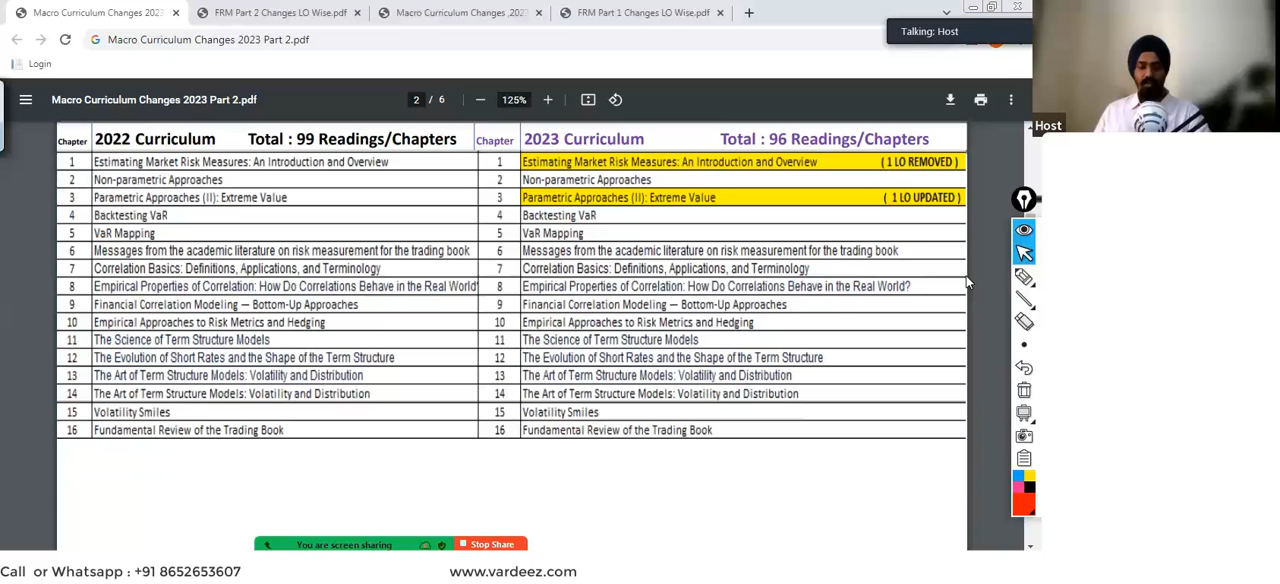 Macro Curriculum Changes 2023
FRM Part 2 Changes LO Wise.pdf
Macro Curriculum Changes ,202
FRM Part 1 Changes LO Wise.pdf
Talking: Host
Macro Curriculum Changes 2023 Part 2.pdf
Login
Macro Curriculum Changes 2023 Part 2.pdf
2 / 6
125%
Host
Chapter 2022 Curriculum Total : 99 Readings/Chapters Chapter 2023 Curriculum Total : 96 Readings/Chapters
1 Estimating Market Risk Measures: An Introduction and Overview 1 Estimating Market Risk Measures: An Introduction and Overview ( 1 LO REMOVED )
2 Non-parametric Approaches 2 Non-parametric Approaches
3 Parametric Approaches (II): Extreme Value 3 Parametric Approaches (II): Extreme Value ( 1 LO UPDATED )
4 Backtesting VaR 4 Backtesting VaR
5 VaR Mapping 5 VaR Mapping
6 Messages from the academic literature on risk measurement for the trading book 6 Messages from the academic literature on risk measurement for the trading book
7 Correlation Basics: Definitions, Applications, and Terminology 7 Correlation Basics: Definitions, Applications, and Terminology
8 Empirical Properties of Correlation: How Do Correlations Behave in the Real World 8 Empirical Properties of Correlation: How Do Correlations Behave in the Real World?
9 Financial Correlation Modeling — Bottom-Up Approaches 9 Financial Correlation Modeling — Bottom-Up Approaches
10 Empirical Approaches to Risk Metrics and Hedging 10 Empirical Approaches to Risk Metrics and Hedging
11 The Science of Term Structure Models 11 The Science of Term Structure Models
12 The Evolution of Short Rates and the Shape of the Term Structure 12 The Evolution of Short Rates and the Shape of the Term Structure
13 The Art of Term Structure Models: Volatility and Distribution 13 The Art of Term Structure Models: Volatility and Distribution
14 The Art of Term Structure Models: Volatility and Distribution 14 The Art of Term Structure Models: Volatility and Distribution
15 Volatility Smiles 15 Volatility Smiles
16 Fundamental Review of the Trading Book 16 Fundamental Review of the Trading Book
You are screen sharing
Stop Share
Call or Whatsapp : +91 8652653607 www.vardeez.com